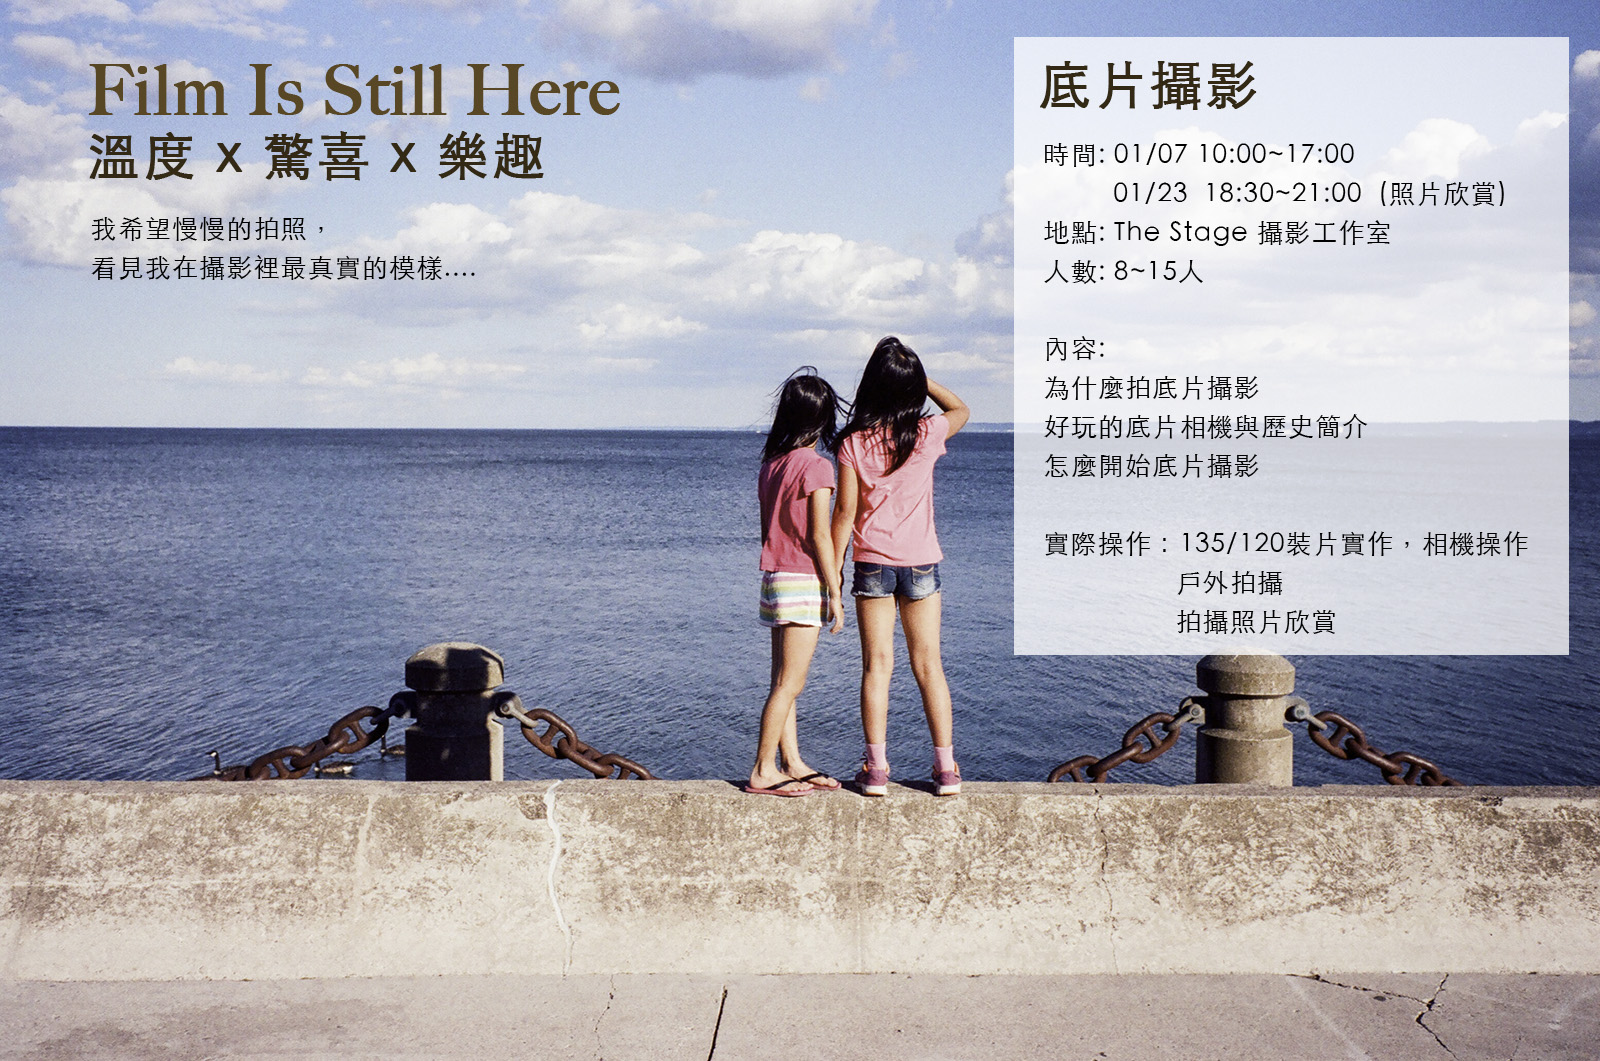 Film Is Still Here
溫度 x 驚喜 x 樂趣
我希望慢慢的拍照，
看見我在攝影裡最真實的模樣....
底片攝影
時間: 01/07 10:00~17:00
01/23 18:30~21:00 (照片欣賞)
地點: The Stage 攝影工作室
人數: 8~15人
內容:
為什麼拍底片攝影
好玩的底片相機與歷史簡介
怎麼開始底片攝影
實際操作：135/120裝片實作，相機操作
戶外拍攝
拍攝照片欣賞